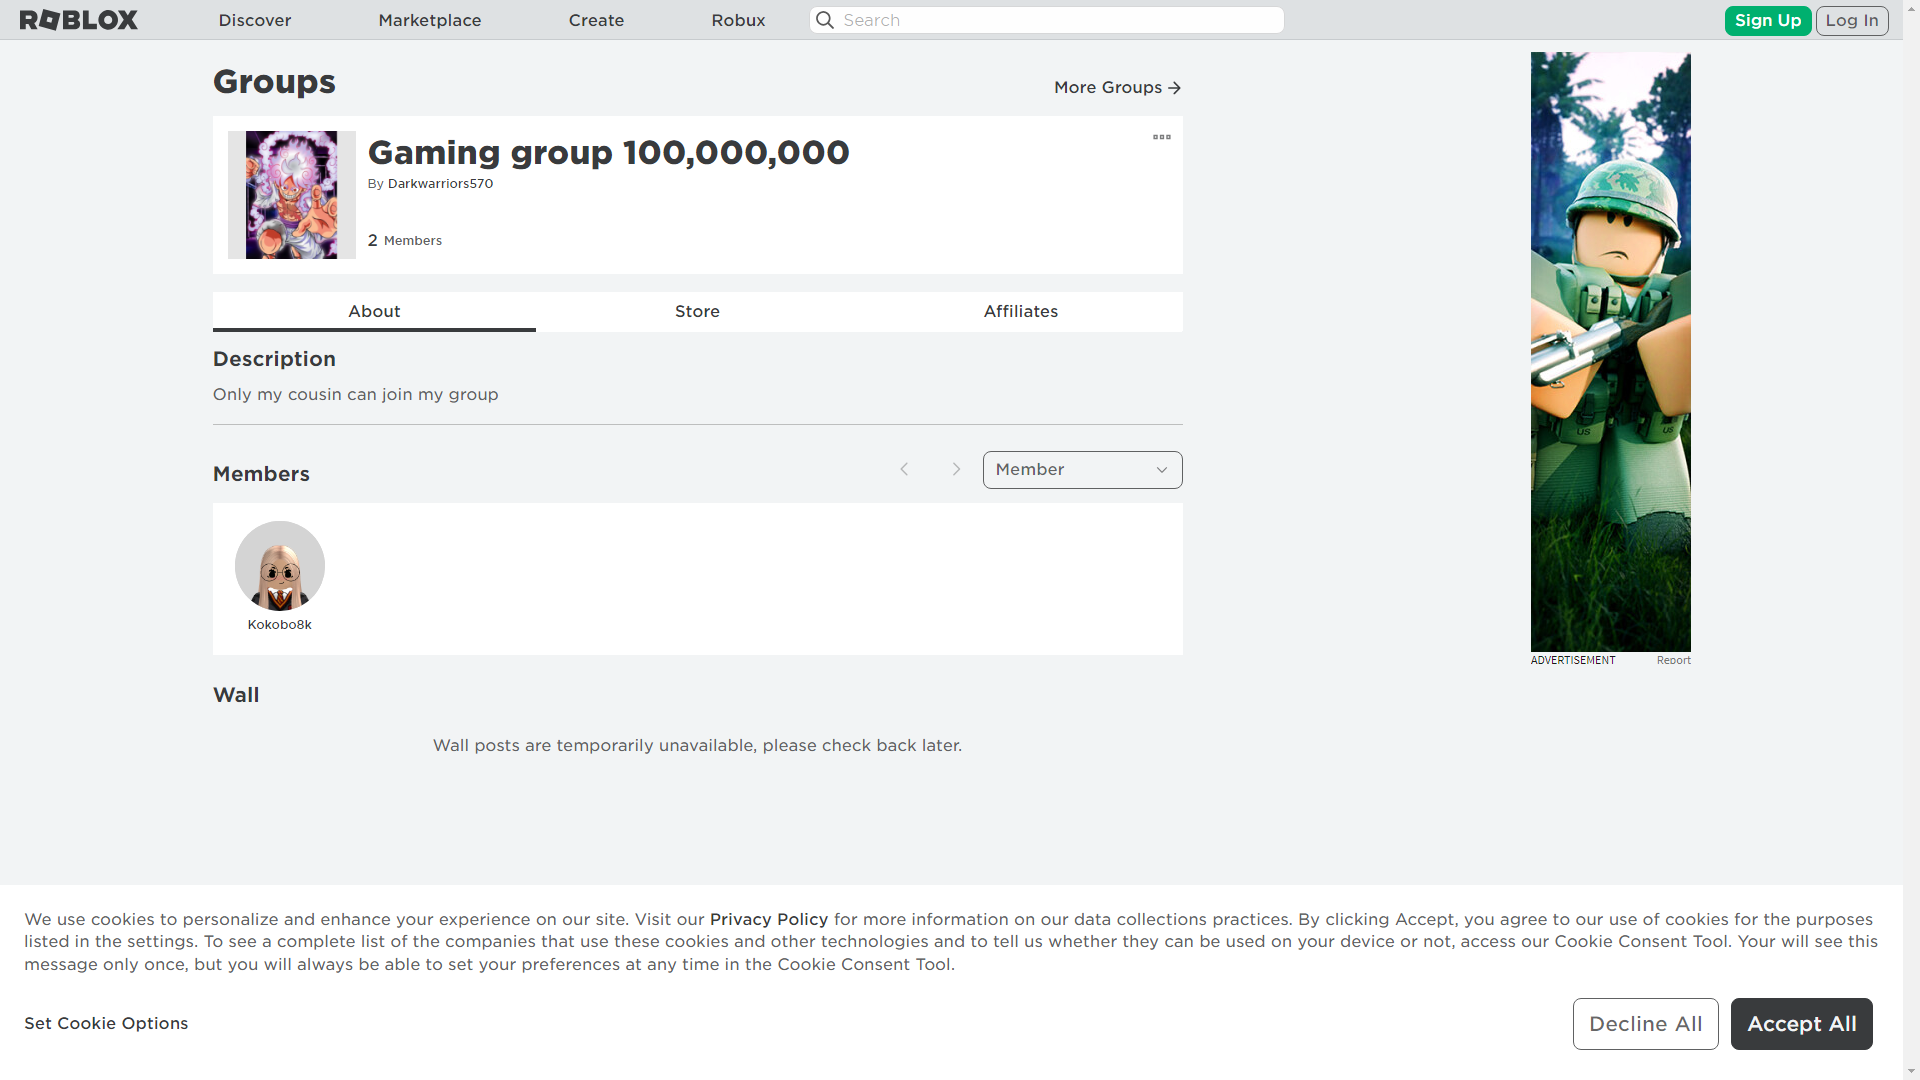 ROBLOX
Discover
Marketplace
Create
Robux
Search
Sign Up
Log In
Groups
More Groups
Gaming group 100,000,000
By Darkwarriors570
2 Members
About
Store
Affiliates
Description
Only my cousin can join my group
Members
Member
Kokobo8k
Wall
Wall posts are temporarily unavailable, please check back later.
US
US
ADVERTISEMENT
Report
We use cookies to personalize and enhance your experience on our site. Visit our Privacy Policy for more information on our data collections practices. By clicking Accept, you agree to our use of cookies for the purposes
listed in the settings. To see a complete list of the companies that use these cookies and other technologies and to tell us whether they can be used on your device or not, access our Cookie Consent Tool. Your will see this
message only once, but you will always be able to set your preferences at any time in the Cookie Consent Tool.
Set Cookie Options
Decline All
Accept All